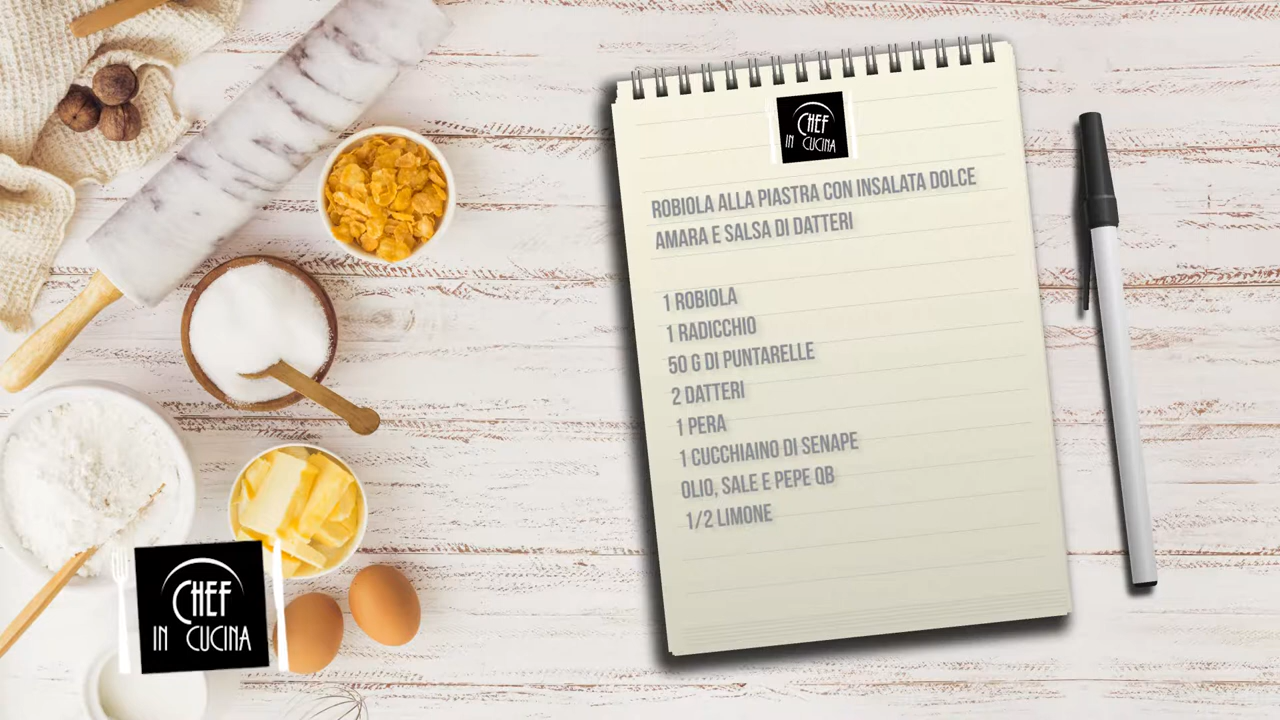 CHEF
IN CUCINA
ROBIOLA ALLA PIASTRA CON INSALATA DOLCE
AMARA E SALSA DI DATTERI
1 ROBIOLA
1 RADICCHIO
50 G DI PUNTARELLE
2 DATTERI
1 PERA
1 CUCCHIAINO DI SENAPE
OLIO, SALE E PEPE QB
1/2 LIMONE
CHEF
IN CUCINA